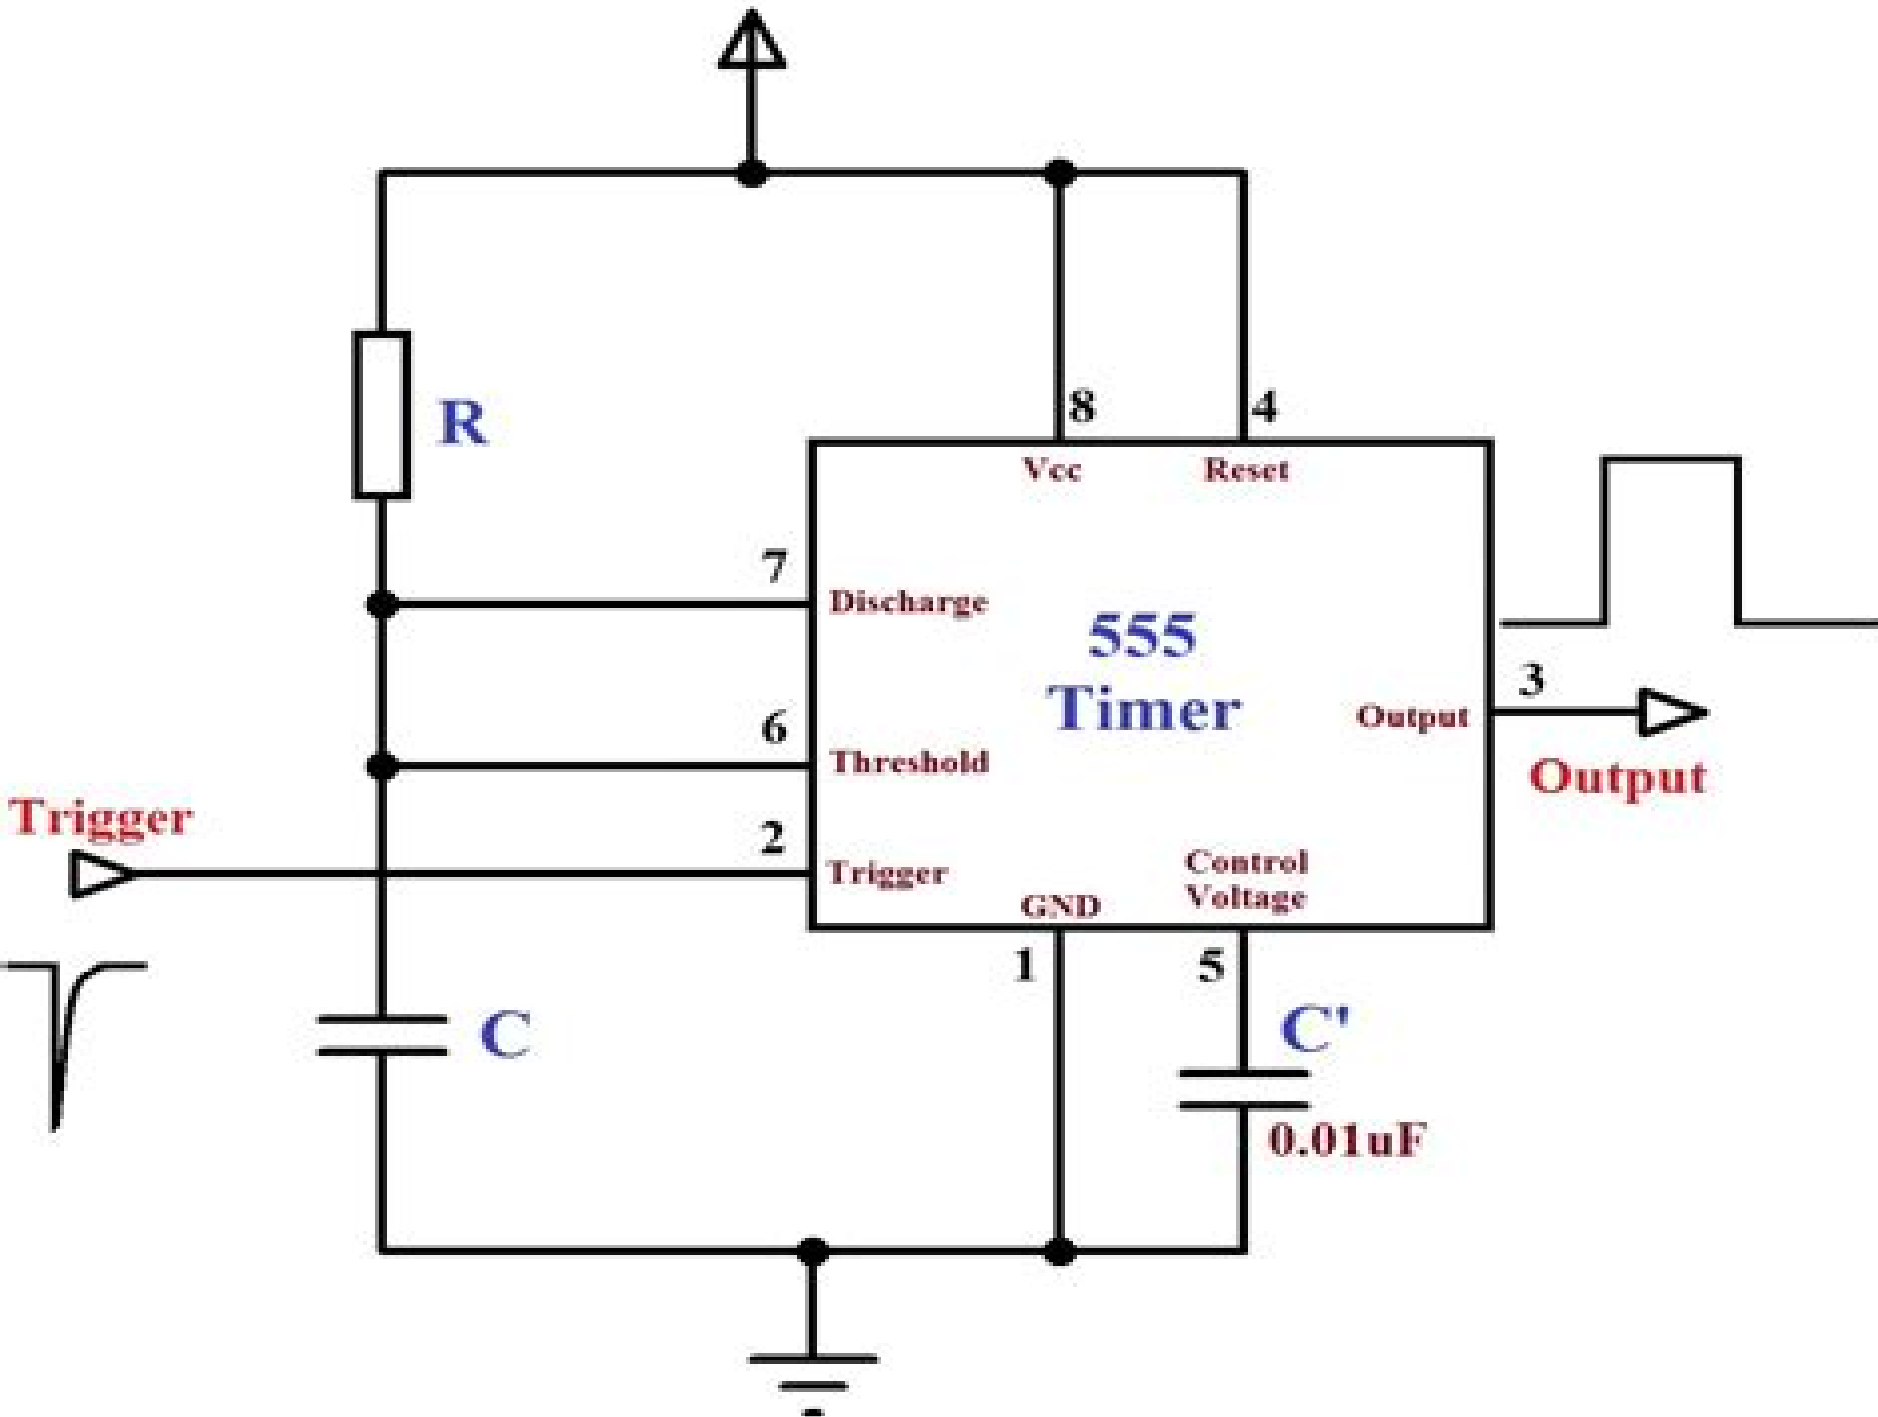 R
8
4
Vcc
Reset
7
Discharge
555
Timer
3
Output
Output
6
Threshold
Trigger
2
Trigger
Control
Voltage
GND
1
5
C
C'
0.01uF